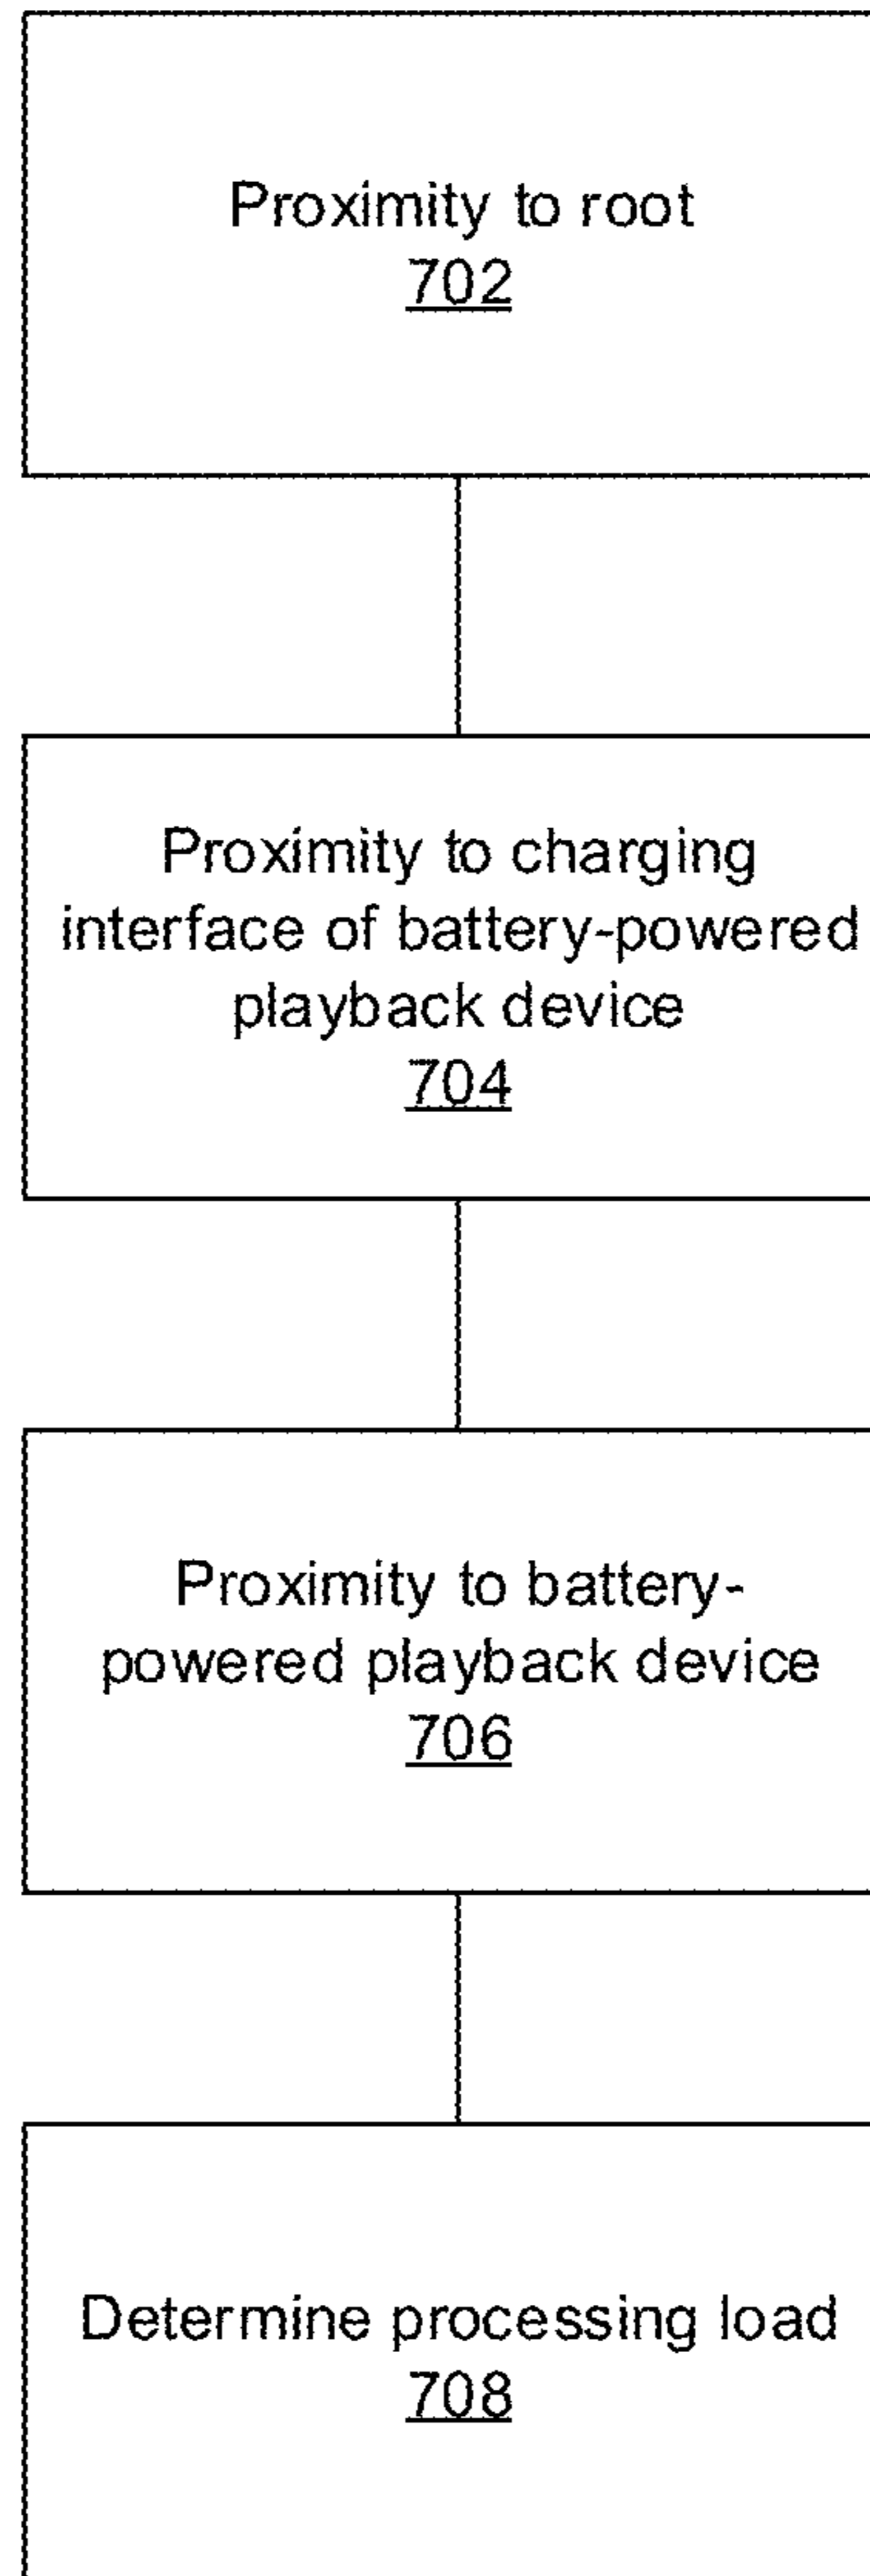 Proximity to root
702
Proximity to charging
interface of battery-powered
playback device
704
Proximity to battery-
powered playback device
706
Determine processing load
708